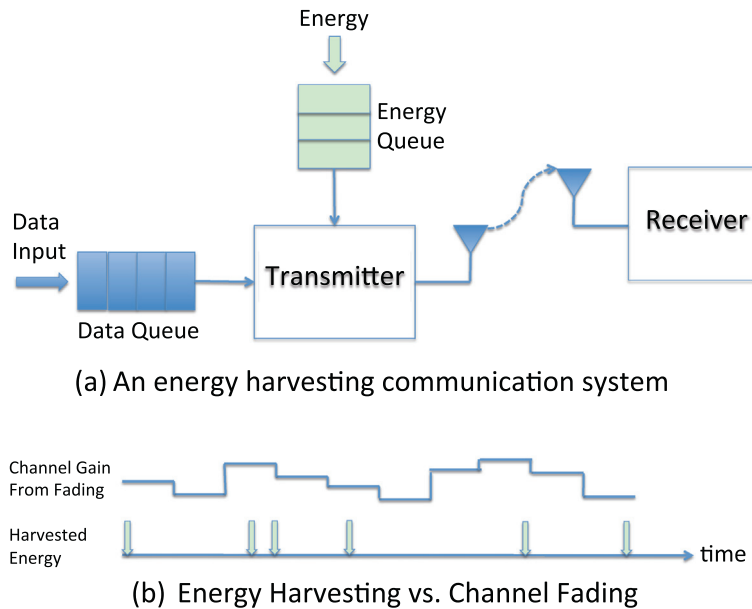 Energy
Energy
Queue
Data
Input
Transmitter
Receiver
Data Queue
(a) An energy harvesting communication system
Channel Gain
From Fading
Harvested
Energy
time
(b) Energy Harvesting vs. Channel Fading